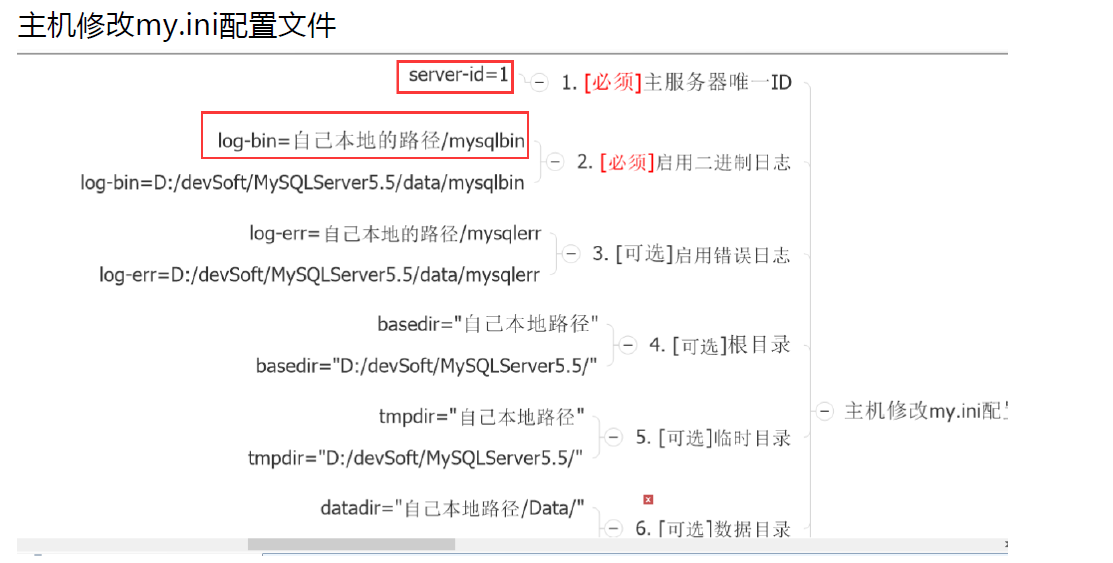 主机修改my.ini配置文件
server-id=1
1. [必须]主服务器唯一ID
log-bin=自己本地的路径/mysqlbin
log-bin=D:/devSoft/MySQLServer5.5/data/mysqlbin
2. [必须]启用二进制日志
log-err=自己本地的路径/mysqlerr
log-err=D:/devSoft/MySQLServer5.5/data/mysqlerr
3. [可选]启用错误日志
basedir="自己本地路径"
basedir="D:/devSoft/MySQLServer5.5/"
4. [可选]根目录
主机修改my.ini配
tmpdir="自己本地路径"
tmpdir="D:/devSoft/MySQLServer5.5/"
5. [可选]临时目录
datadir="自己本地路径/Data/"
6. [可选]数据目录